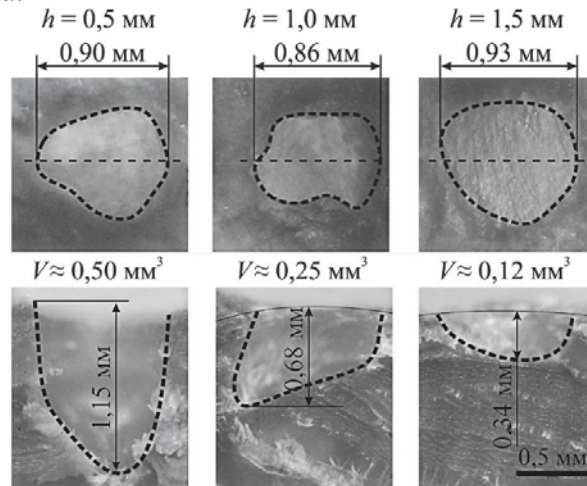 h = 0,5 мм h = 1,0 мм h = 1,5 мм
0,90 мм 0,86 мм 0,93 мм
V ≈ 0,50 мм³ V ≈ 0,25 мм³ V ≈ 0,12 мм³
1,15 мм 0,68 мм 0,34 мм
0,5 мм